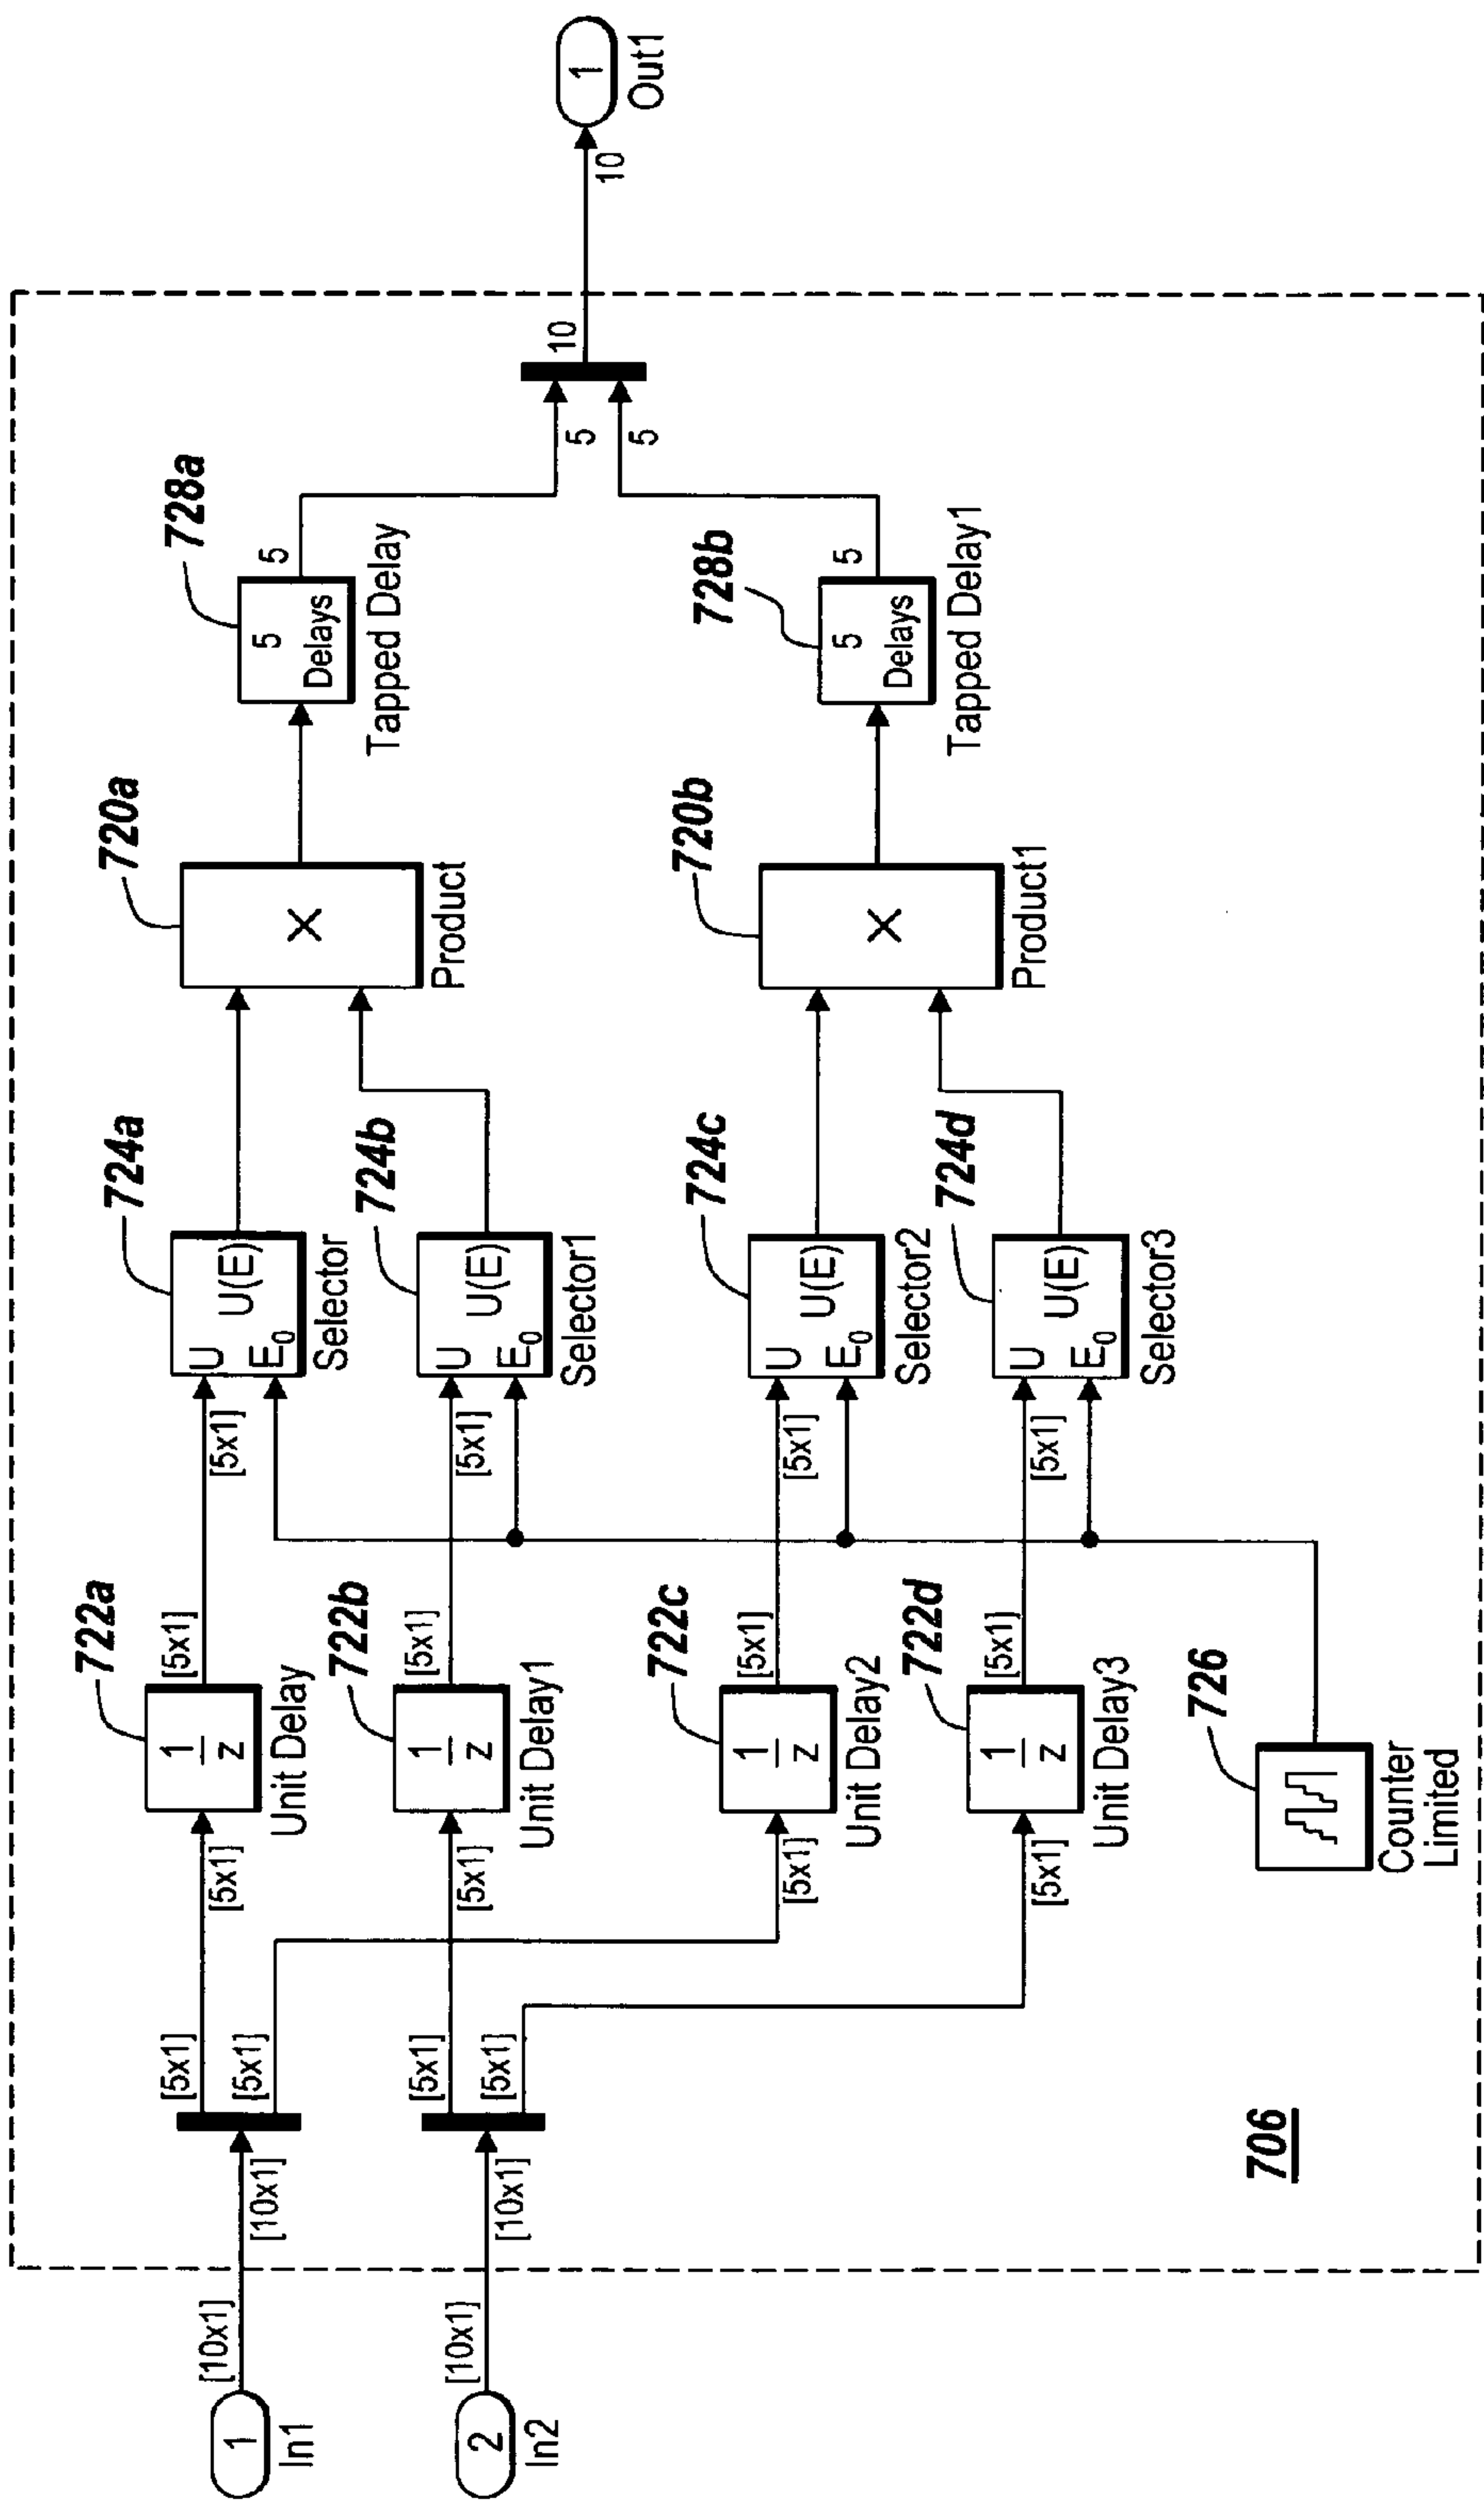 1
In1
[10x1]
[10x1]
[5x1]
[5x1]
2
In2
[10x1]
[10x1]
[5x1]
[5x1]
[5x1]
722a
1
z
Unit Delay
[5x1]
[5x1]
724a
U
E0
U(E)
Selector
[5x1]
722b
1
z
Unit Delay1
[5x1]
[5x1]
724b
U
E0
U(E)
Selector1
720a
X
Product
728a
5
Delays
Tapped Delay
5
5
[5x1]
722c
1
z
Unit Delay2
[5x1]
[5x1]
724c
U
E0
U(E)
Selector2
[5x1]
722d
1
z
Unit Delay3
[5x1]
[5x1]
724d
U
E0
U(E)
Selector3
720b
X
Product1
728b
5
Delays
Tapped Delay1
5
5
10
10
1
Out1
726
Counter
Limited
706